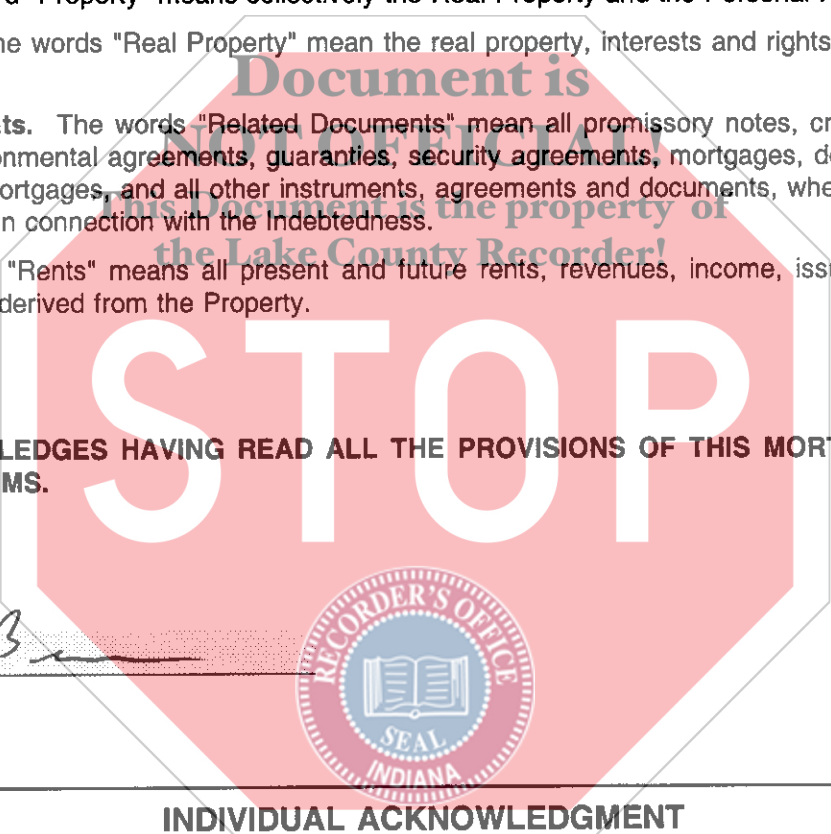 "Property" means collectively the Real Property and the Personal
he words "Real Property" mean the real property, interests and rights
Document is
ts. The words "Related Documents" mean all promissory notes, cr
NOT OFFICIAL!
onmental agreements, guaranties, security agreements, mortgages, d
ortgages, and all other instruments, agreements and documents, whe
This Document is the property of
n connection with the Indebtedness.
the Lake County Recorder!
"Rents" means all present and future rents, revenues, income, iss
derived from the Property.
STOP
LEDGES HAVING READ ALL THE PROVISIONS OF THIS MORT
MS.
RECORDER'S OFFICE
SEAL
INDIANA
INDIVIDUAL ACKNOWLEDGMENT